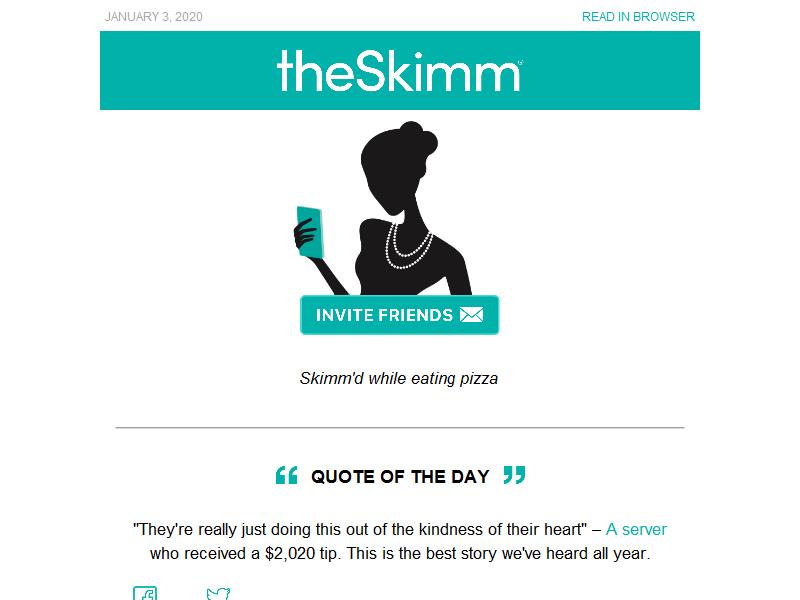 JANUARY 3, 2020
READ IN BROWSER
theSkimm®
INVITE FRIENDS
Skimm'd while eating pizza
“ QUOTE OF THE DAY ”
"They're really just doing this out of the kindness of their heart" – A server
who received a $2,020 tip. This is the best story we've heard all year.